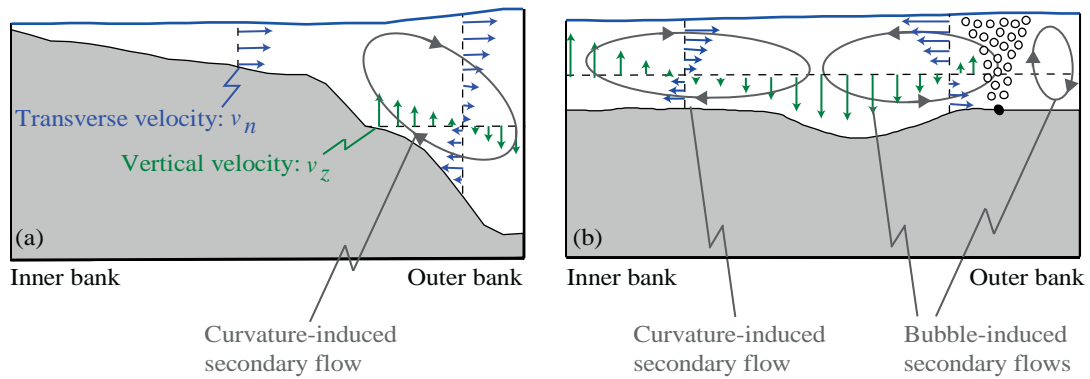 Transverse velocity: v_n
Vertical velocity: v_z
(a)
Inner bank
Outer bank
Curvature-induced
secondary flow
(b)
Inner bank
Outer bank
Curvature-induced
secondary flow
Bubble-induced
secondary flows